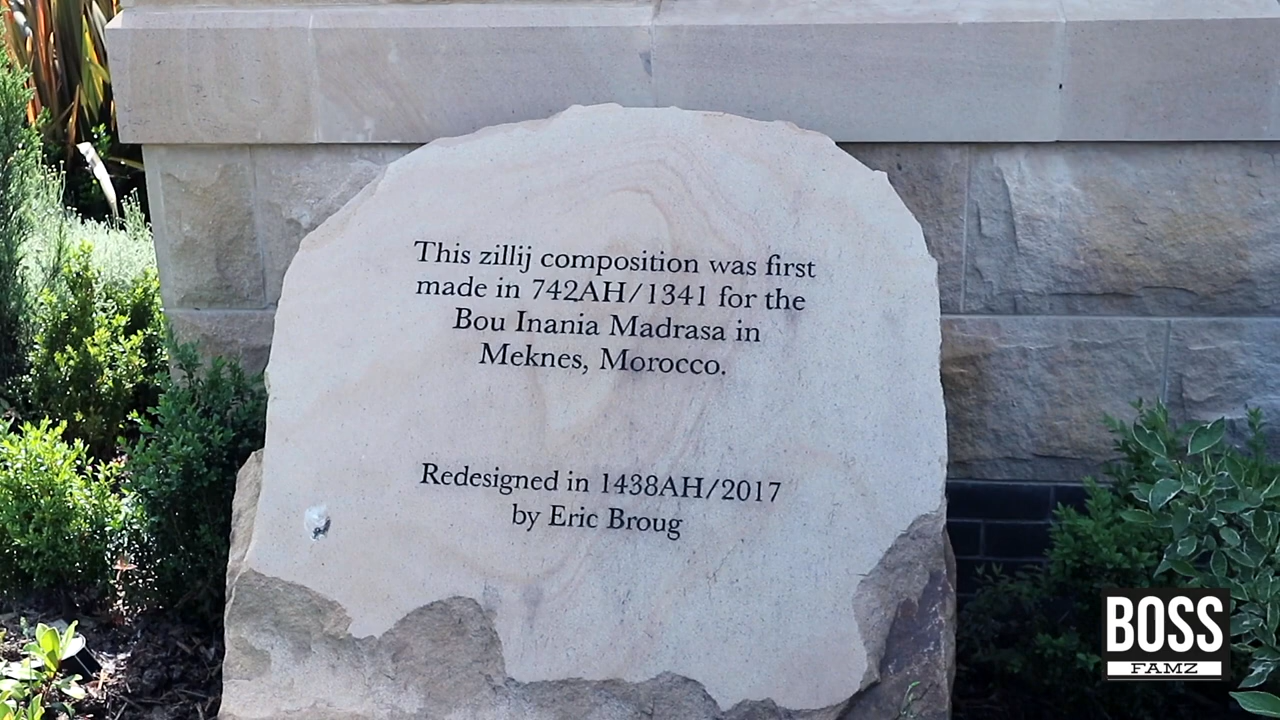 This zillij composition was first
made in 742AH/1341 for the
Bou Inania Madrasa in
Meknes, Morocco.
Redesigned in 1438AH/2017
by Eric Broug
BOSS
FAMZ